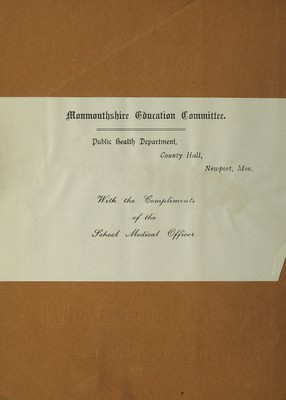 Monmouthshire Education Committee.
Public Health Department,
County Hall,
Newport, Mon.
With the Compliments
of the
School Medical Officer.